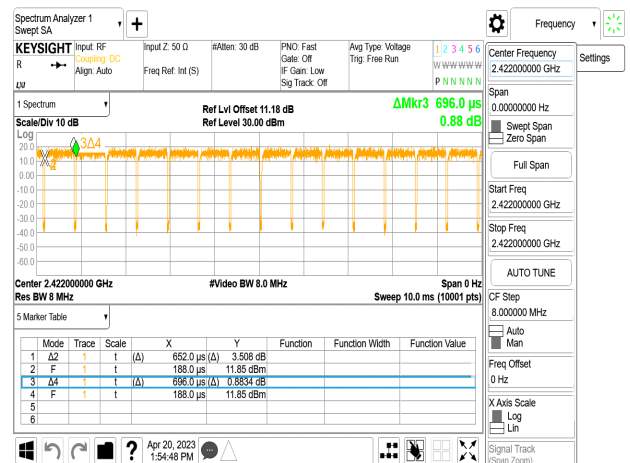 Spectrum Analyzer 1
Swept SA
Frequency
KEYSIGHT
R
Input: RF
Coupling: DC
Align: Auto
Input Z: 50 Ω
Freq Ref: Int (S)
#Atten: 30 dB
PNO: Fast
Gate: Off
IF Gain: Low
Sig Track: Off
Avg Type: Voltage
Trig: Free Run
1 2 3 4 5 6
W W W W W W
P N N N N N
1 Spectrum
Scale/Div 10 dB
Ref Lvl Offset 11.18 dB
Ref Level 30.00 dBm
ΔMkr3 696.0 µs
0.88 dB
Log
3Δ4
20.0
10.0
0.00
-10.0
-20.0
-30.0
-40.0
-50.0
-60.0
Center 2.422000000 GHz
Res BW 8 MHz
#Video BW 8.0 MHz
Span 0 Hz
Sweep 10.0 ms (10001 pts)
5 Marker Table
Mode Trace Scale X Y Function Function Width Function Value
1 Δ2 1 t (Δ) 652.0 µs (Δ) 3.508 dB
2 F 1 t 188.0 µs 11.85 dBm
3 Δ4 1 t (Δ) 696.0 µs (Δ) 0.8834 dB
4 F 1 t 188.0 µs 11.85 dBm
5
6
Apr 20, 2023
1:54:48 PM
Center Frequency
2.422000000 GHz
Settings
Span
0.00000000 Hz
Swept Span
Zero Span
Full Span
Start Freq
2.422000000 GHz
Stop Freq
2.422000000 GHz
AUTO TUNE
CF Step
8.000000 MHz
Auto
Man
Freq Offset
0 Hz
X Axis Scale
Log
Lin
Signal Track
(Span Zoom)